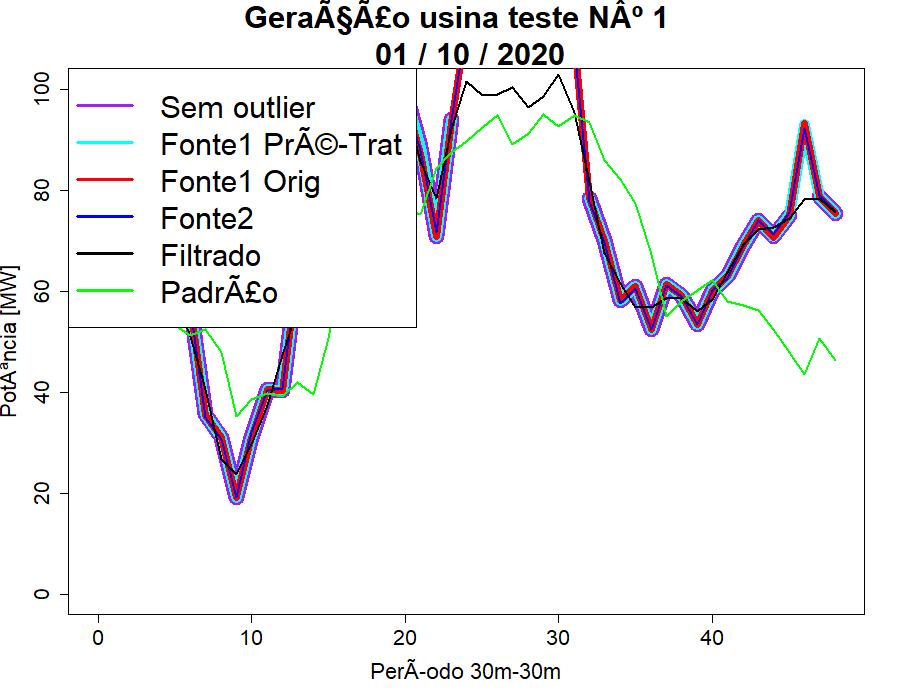 GeraÃ§Ã£o usina teste NÂº 1
01 / 10 / 2020
Sem outlier
Fonte1 PrÃ©-Trat
Fonte1 Orig
Fonte2
Filtrado
PadrÃ£o
PotÃªncia [MW]
100
80
60
40
20
0
0 10 20 30 40
PerÃ-odo 30m-30m